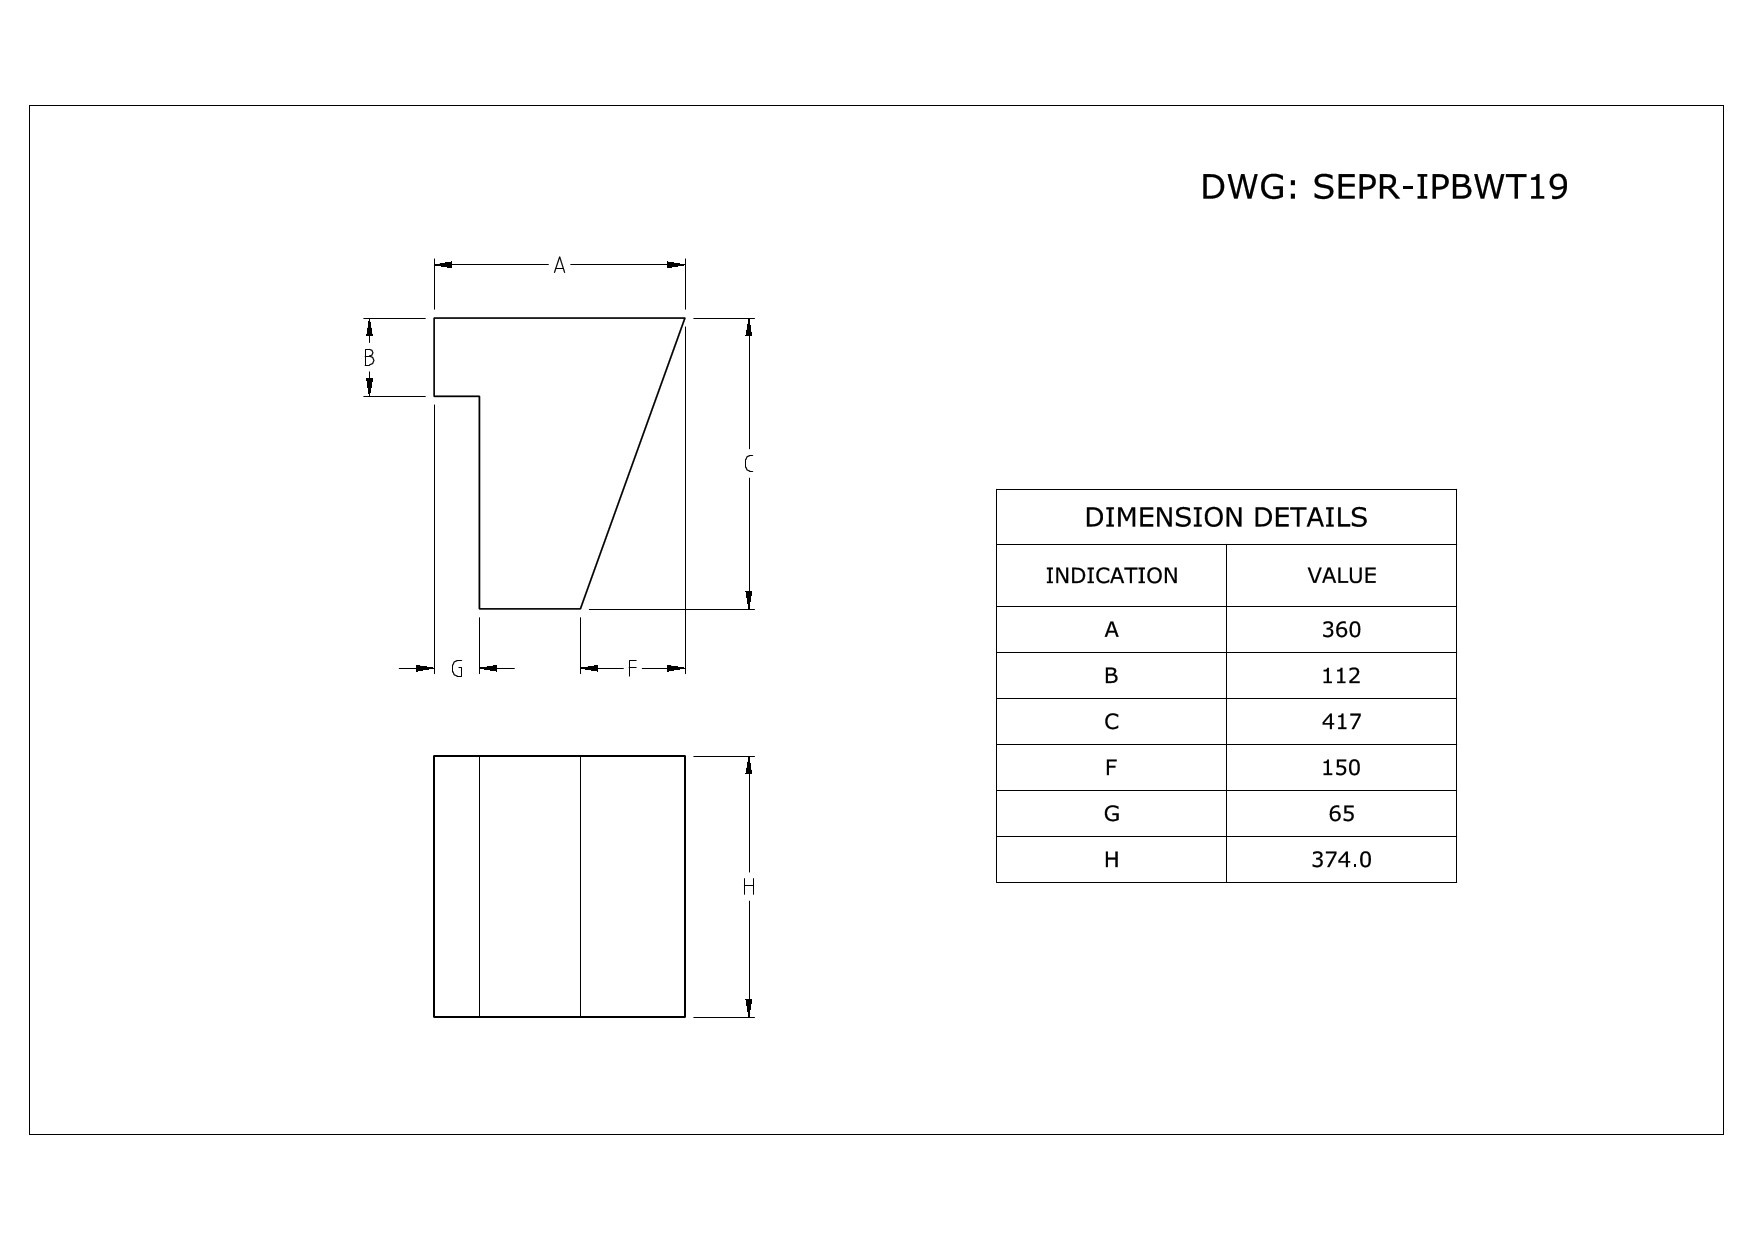 DWG: SEPR-IPBWT19
A
B
C
G
F
H
DIMENSION DETAILS
INDICATION VALUE
A 360
B 112
C 417
F 150
G 65
H 374.0